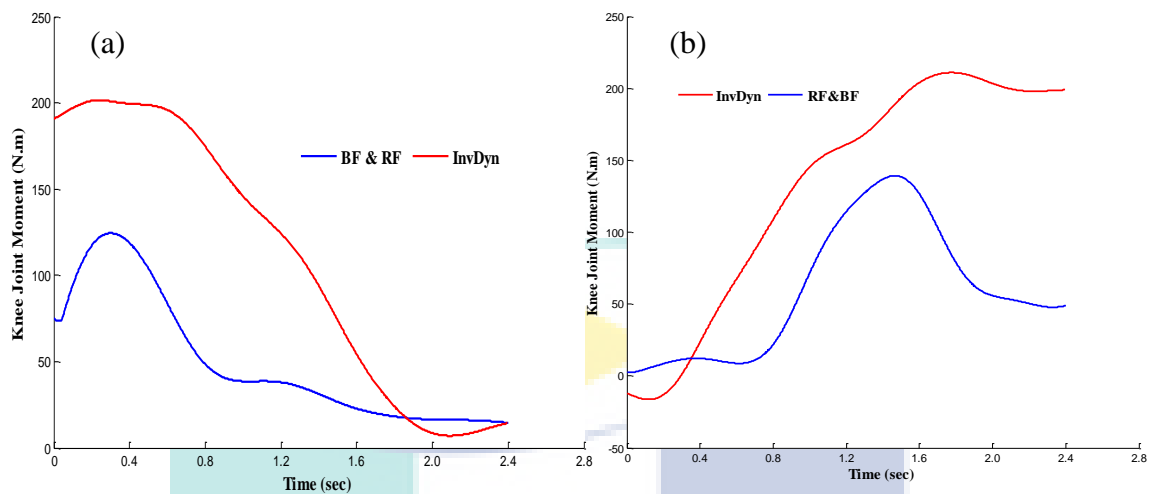 (a)
250
200
150
100
50
0
Knee Joint Moment (N.m)
BF & RF InvDyn
0 0.4 0.8 1.2 1.6 2.0 2.4 2.8
Time (sec)
(b)
250
200
150
100
50
0
-50
Knee Joint Moment (N.m)
InvDyn RF&BF
0 0.4 0.8 1.2 1.6 2.0 2.4 2.8
Time (sec)